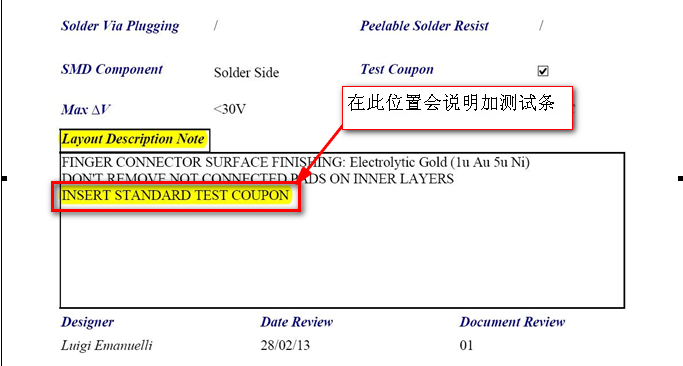 Solder Via Plugging / Peelable Solder Resist /
SMD Component Solder Side Test Coupon ☑
Max ΔV <30V
在此位置会说明加测试条
Layout Description Note
FINGER CONNECTOR SURFACE FINISHING: Electrolytic Gold (1u Au 5u Ni)
DON'T REMOVE NOT CONNECTED PADS ON INNER LAYERS
INSERT STANDARD TEST COUPON
Designer Date Review Document Review
Luigi Emanuelli 28/02/13 01